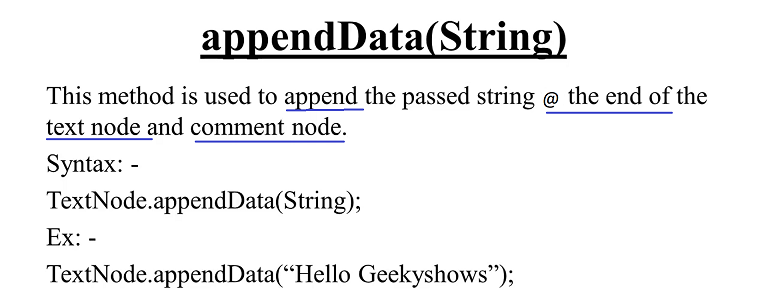 appendData(String)
This method is used to append the passed string @ the end of the
text node and comment node.
Syntax: -
TextNode.appendData(String);
Ex: -
TextNode.appendData(“Hello Geekyshows”);